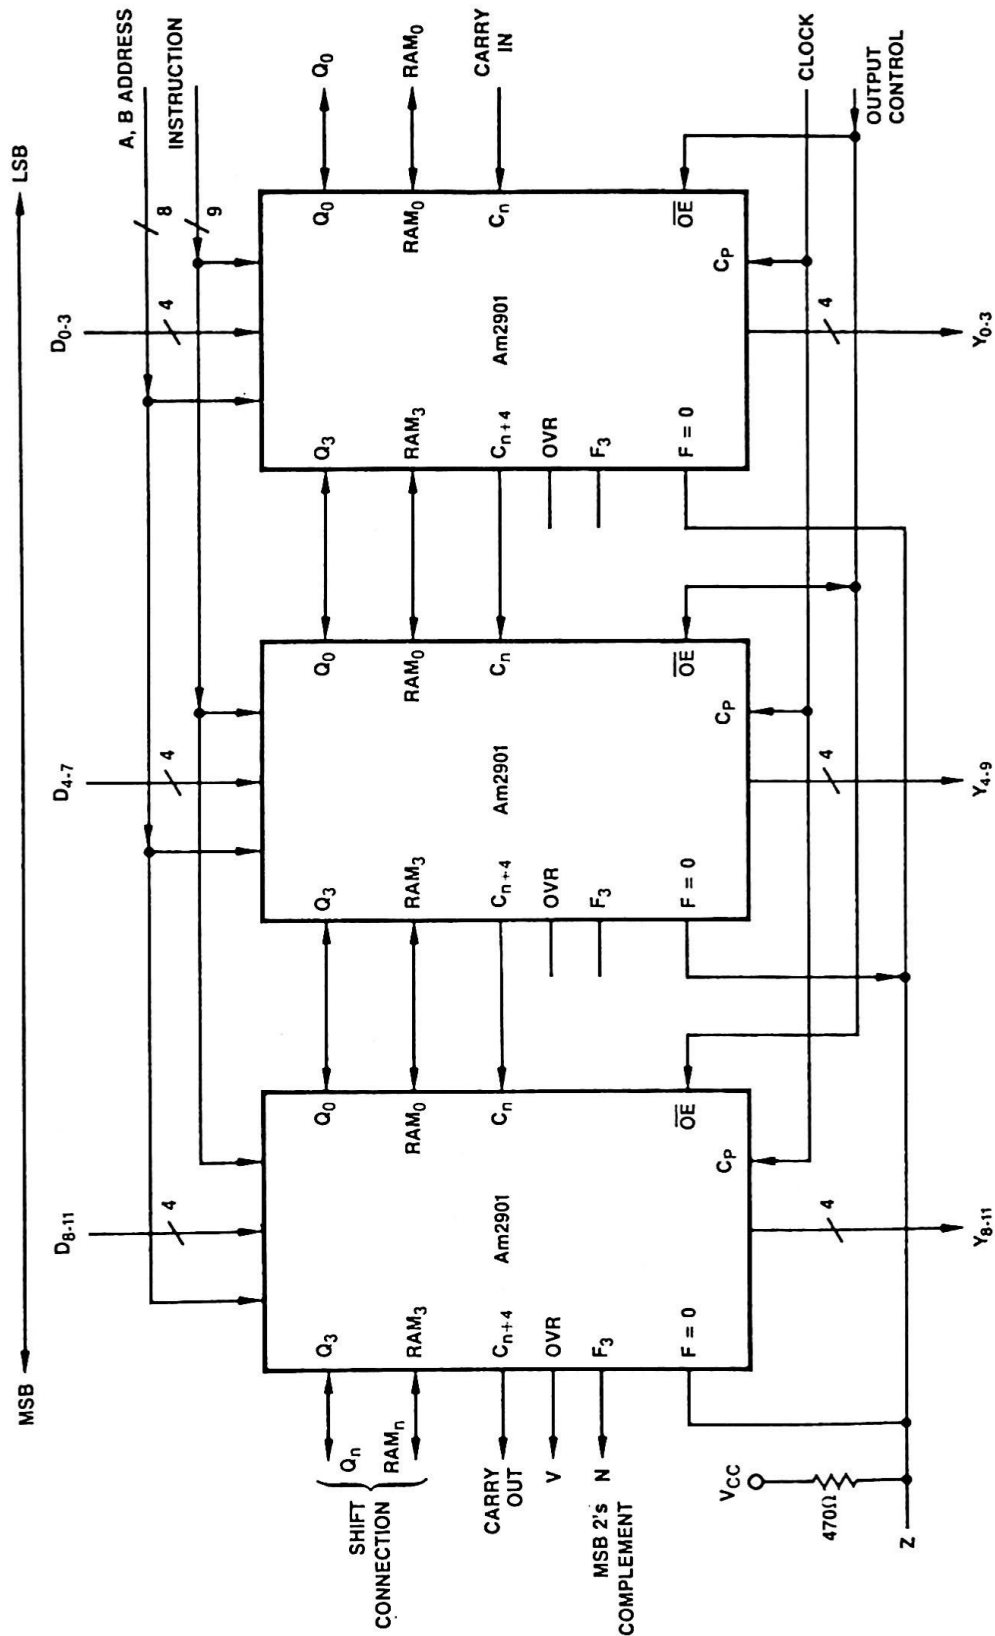 MSB
LSB
D8-11
D4-7
D0-3
A, B ADDRESS
INSTRUCTION
4
4
4
8
9
Q3
Q0
Q3
Q0
Q3
Q0
Q0
Qn
RAMn
SHIFT
CONNECTION
RAM3
RAM0
RAM3
RAM0
RAM3
RAM0
RAM0
CARRY
OUT
Cn+4
Cn
Cn+4
Cn
Cn+4
Cn
CARRY
IN
Am2901
Am2901
Am2901
V
OVR
OVR
OVR
MSB 2's
COMPLEMENT
N
F3
F3
F3
F = 0
OE
F = 0
OE
F = 0
OE
CP
CP
CP
CLOCK
OUTPUT
CONTROL
VCC
470Ω
4
4
4
Z
Y8-11
Y4-9
Y0-3